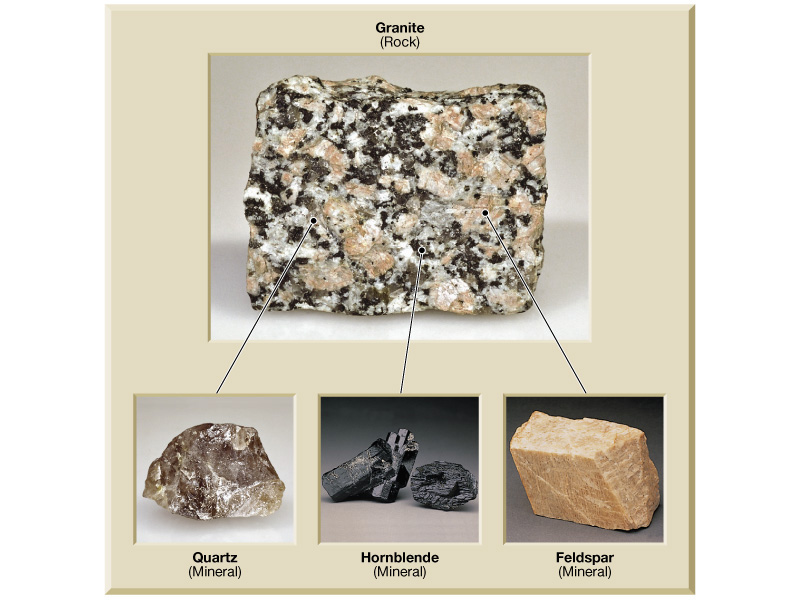 Granite
(Rock)
Quartz
(Mineral)
Hornblende
(Mineral)
Feldspar
(Mineral)